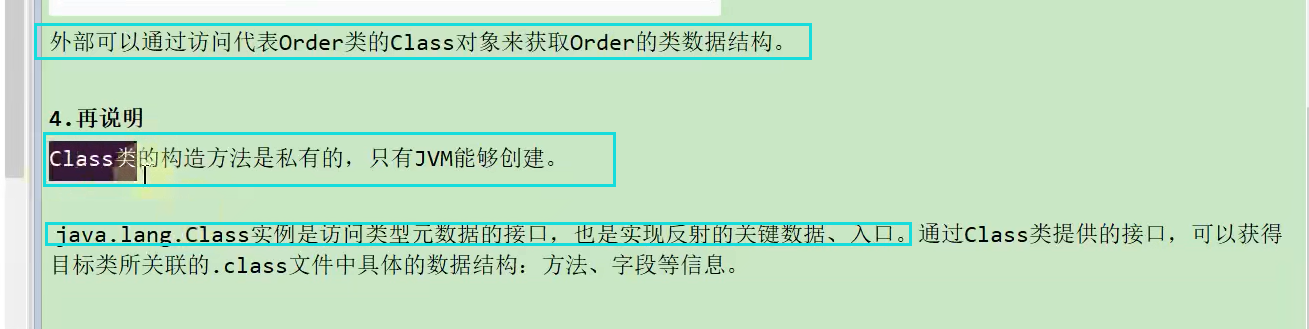 外部可以通过访问代表Order类的Class对象来获取Order的类数据结构。
4.再说明
Class类的构造方法是私有的，只有JVM能够创建。
java.lang.Class实例是访问类型元数据的接口，也是实现反射的关键数据、入口。通过Class类提供的接口，可以获得
目标类所关联的.class文件中具体的数据结构：方法、字段等信息。